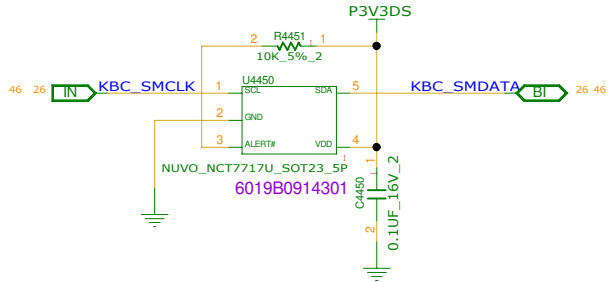 P3V3DS
2 R4451 1
10K_5%_2
46 26 IN KBC_SMCLK 1 U4450 5 KBC_SMDATA BI 26 46
SCL SDA
2 GND
3 ALERT# VDD 4
NUVO_NCT7717U_SOT23_5P
6019B0914301
1
C4450
2
0.1UF_16V_2